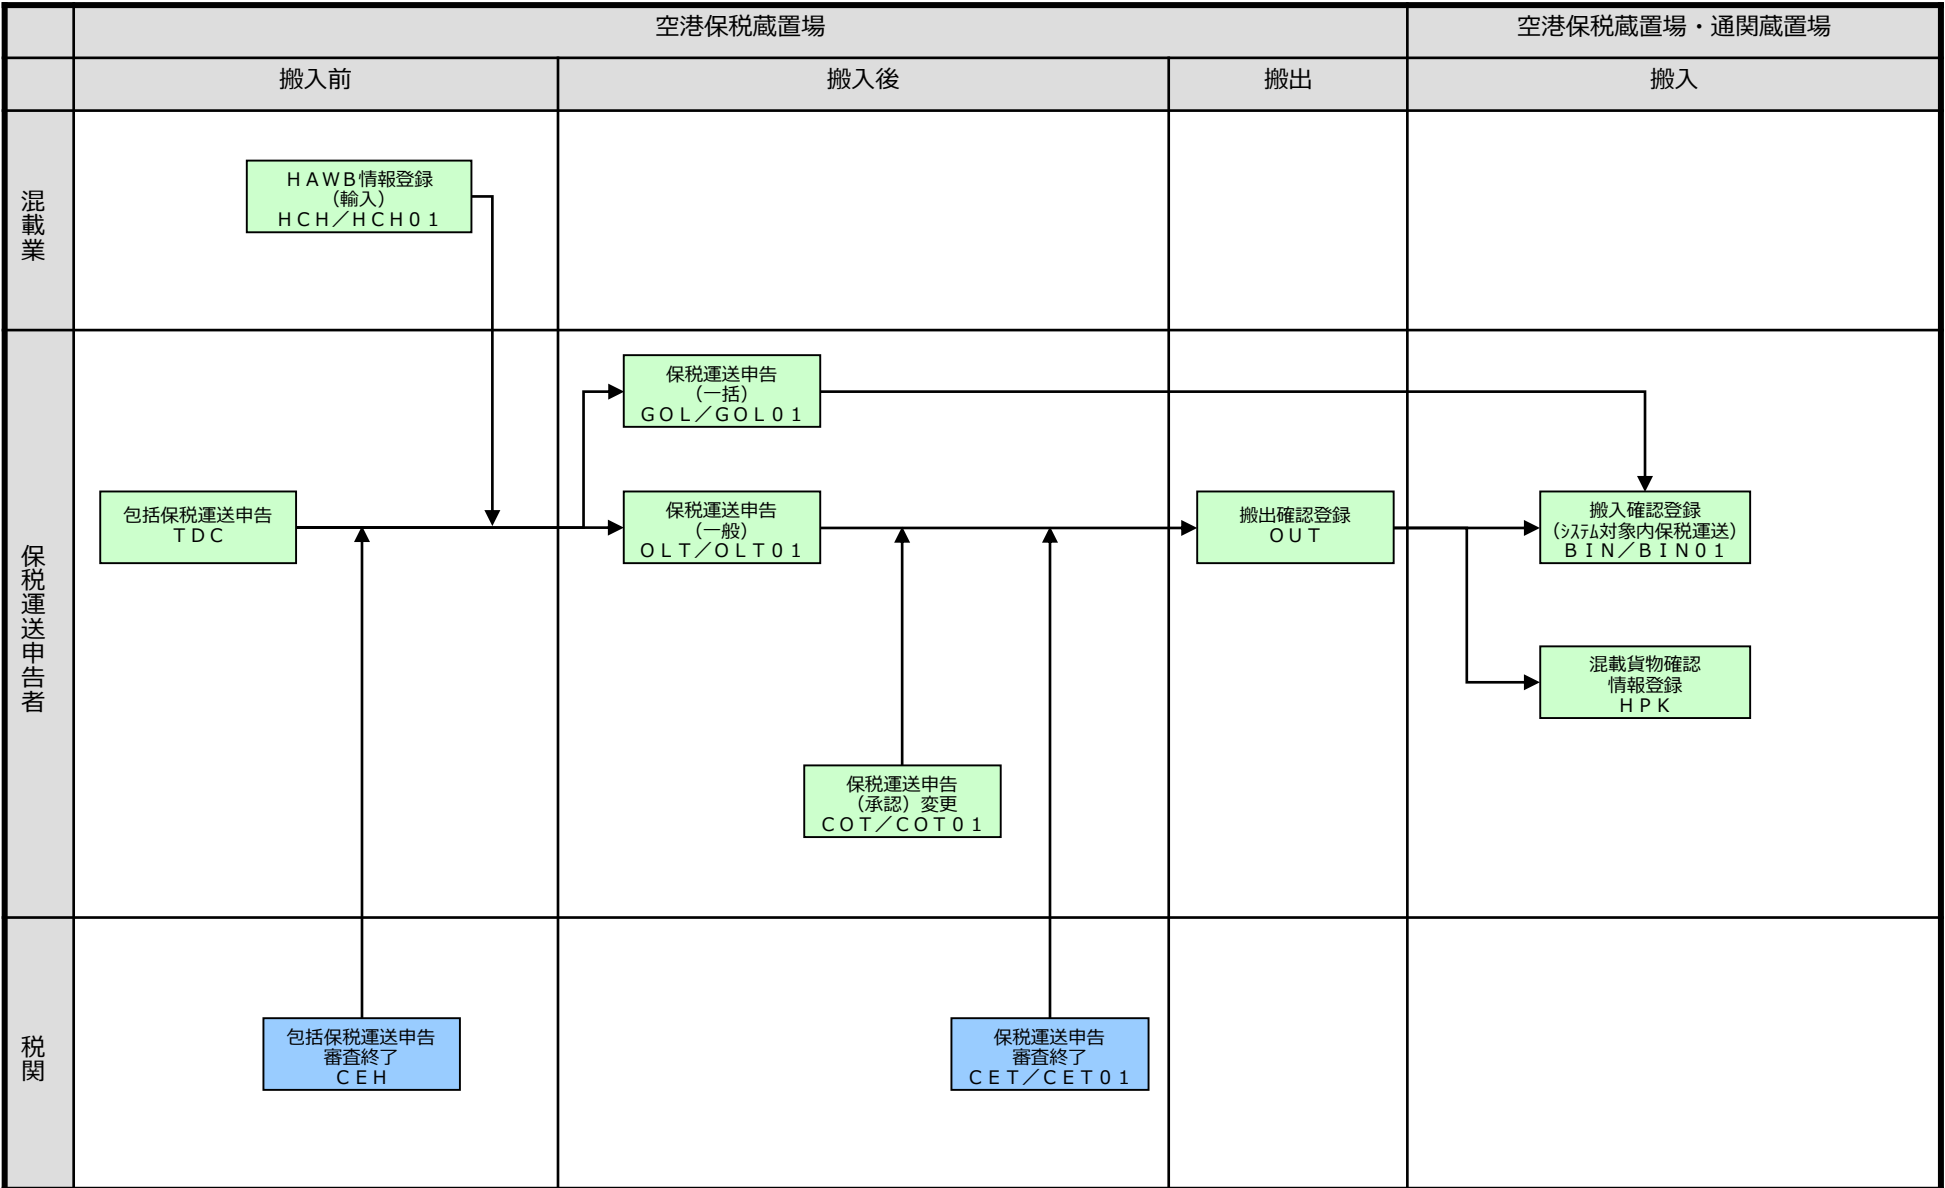 空港保税蔵置場
空港保税蔵置場・通関蔵置場
搬入前
搬入後
搬出
搬入
混載業
ＨＡＷＢ情報登録
（輸入）
ＨＣＨ／ＨＣＨ０１
保税運送申告者
保税運送申告
（一括）
ＧＯＬ／ＧＯＬ０１
包括保税運送申告
ＴＤＣ
保税運送申告
（一般）
ＯＬＴ／ＯＬＴ０１
搬出確認登録
ＯＵＴ
搬入確認登録
（ｼｽﾃﾑ対象内保税運送）
ＢＩＮ／ＢＩＮ０１
混載貨物確認
情報登録
ＨＰＫ
保税運送申告
（承認）変更
ＣＯＴ／ＣＯＴ０１
税関
包括保税運送申告
審査終了
ＣＥＨ
保税運送申告
審査終了
ＣＥＴ／ＣＥＴ０１